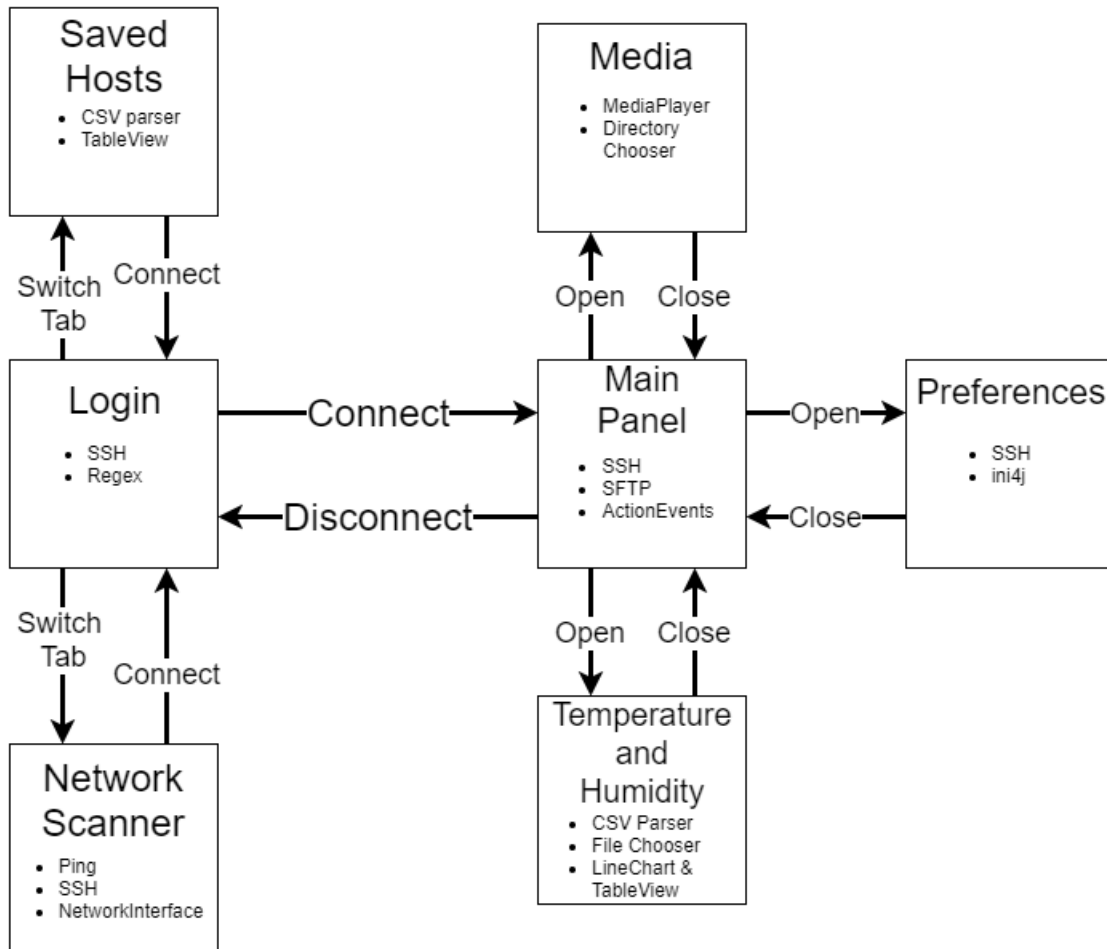 Saved
Hosts
CSV parser
TableView
Media
MediaPlayer
Directory
Chooser
Switch
Tab
Connect
Open
Close
Login
SSH
Regex
Connect
Disconnect
Main
Panel
SSH
SFTP
ActionEvents
Open
Close
Preferences
SSH
ini4j
Switch
Tab
Connect
Open
Close
Network
Scanner
Ping
SSH
NetworkInterface
Temperature
and
Humidity
CSV Parser
File Chooser
LineChart &
TableView